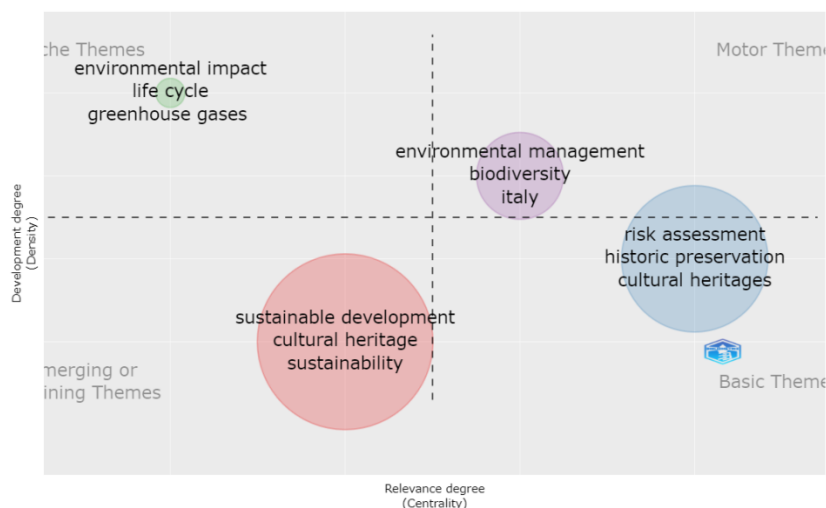 che Themes
Motor Theme
environmental impact
life cycle
greenhouse gases
environmental management
biodiversity
italy
risk assessment
historic preservation
cultural heritages
sustainable development
cultural heritage
sustainability
merging or
ining Themes
Basic Theme
Development degree
(Density)
Relevance degree
(Centrality)